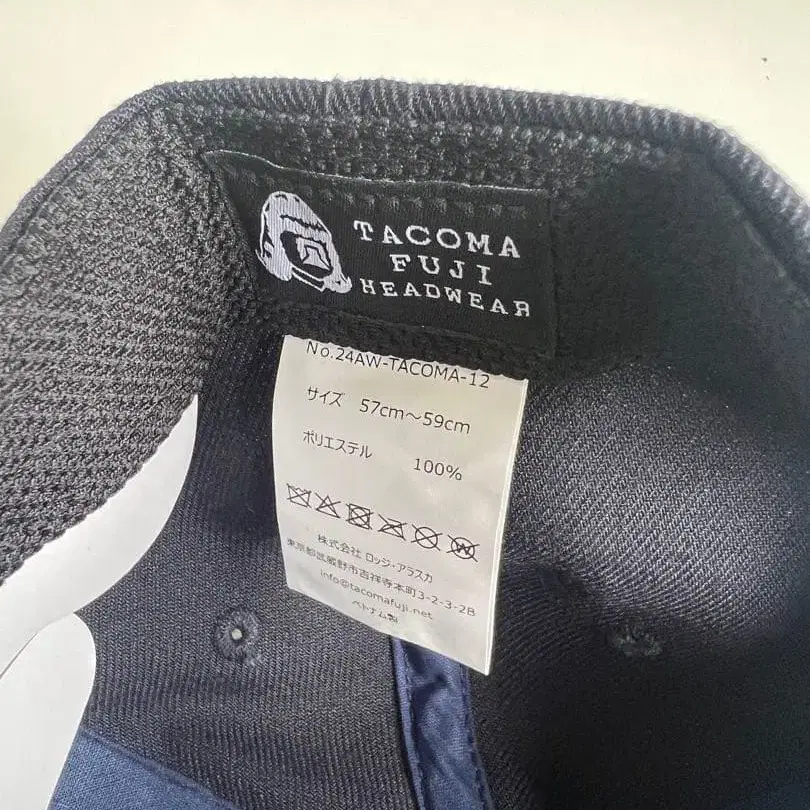 TACOMA
FUJI
HEADWEAR
No.24AW-TACOMA-12
サイズ 57cm～59cm
ポリエステル 100%
株式会社 ロッジ・アラスカ
東京都武蔵野市吉祥寺本町3-2-3-2B
info@tacomafuji.net
ベトナム製